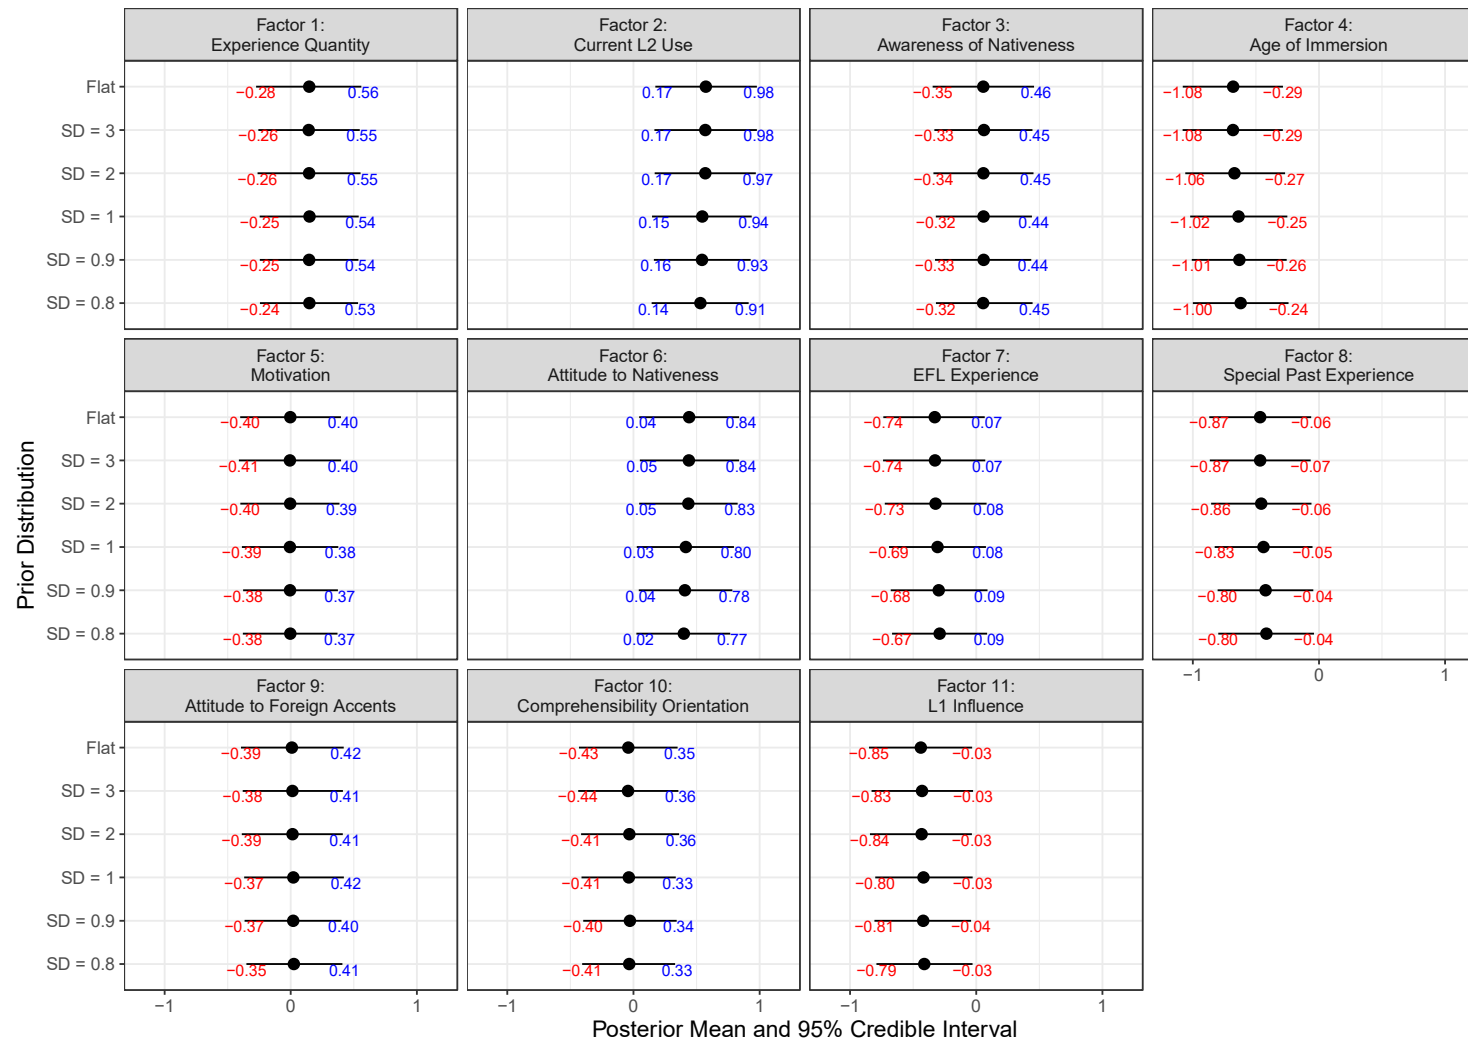 Factor 1:
Experience Quantity
Factor 2:
Current L2 Use
Factor 3:
Awareness of Nativeness
Factor 4:
Age of Immersion
Flat −0.28 0.56 0.17 0.98 −0.35 0.46 −1.08 −0.29
SD = 3 −0.26 0.55 0.17 0.98 −0.33 0.45 −1.08 −0.29
SD = 2 −0.26 0.55 0.17 0.97 −0.34 0.45 −1.06 −0.27
SD = 1 −0.25 0.54 0.15 0.94 −0.32 0.44 −1.02 −0.25
SD = 0.9 −0.25 0.54 0.16 0.93 −0.33 0.44 −1.01 −0.26
SD = 0.8 −0.24 0.53 0.14 0.91 −0.32 0.45 −1.00 −0.24
Factor 5:
Motivation
Factor 6:
Attitude to Nativeness
Factor 7:
EFL Experience
Factor 8:
Special Past Experience
Flat −0.40 0.40 0.04 0.84 −0.74 0.07 −0.87 −0.06
SD = 3 −0.41 0.40 0.05 0.84 −0.74 0.07 −0.87 −0.07
SD = 2 −0.40 0.39 0.05 0.83 −0.73 0.08 −0.86 −0.06
SD = 1 −0.39 0.38 0.03 0.80 −0.69 0.08 −0.83 −0.05
SD = 0.9 −0.38 0.37 0.04 0.78 −0.68 0.09 −0.80 −0.04
SD = 0.8 −0.38 0.37 0.02 0.77 −0.67 0.09 −0.80 −0.04
−1 0 1
Prior Distribution
Factor 9:
Attitude to Foreign Accents
Factor 10:
Comprehensibility Orientation
Factor 11:
L1 Influence
Flat −0.39 0.42 −0.43 0.35 −0.85 −0.03
SD = 3 −0.38 0.41 −0.44 0.36 −0.83 −0.03
SD = 2 −0.39 0.41 −0.41 0.36 −0.84 −0.03
SD = 1 −0.37 0.42 −0.41 0.33 −0.80 −0.03
SD = 0.9 −0.37 0.40 −0.40 0.34 −0.81 −0.04
SD = 0.8 −0.35 0.41 −0.41 0.33 −0.79 −0.03
−1 0 1 −1 0 1 −1 0 1
Posterior Mean and 95% Credible Interval